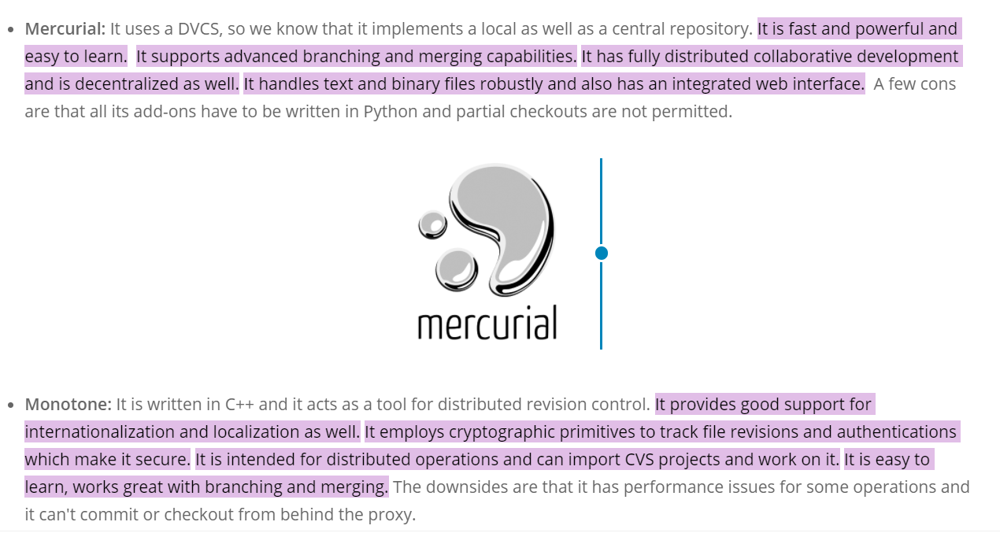 Mercurial: It uses a DVCS, so we know that it implements a local as well as a central repository. It is fast and powerful and
easy to learn. It supports advanced branching and merging capabilities. It has fully distributed collaborative development
and is decentralized as well. It handles text and binary files robustly and also has an integrated web interface. A few cons
are that all its add-ons have to be written in Python and partial checkouts are not permitted.
mercurial
Monotone: It is written in C++ and it acts as a tool for distributed revision control. It provides good support for
internationalization and localization as well. It employs cryptographic primitives to track file revisions and authentications
which make it secure. It is intended for distributed operations and can import CVS projects and work on it. It is easy to
learn, works great with branching and merging. The downsides are that it has performance issues for some operations and
it can't commit or checkout from behind the proxy.